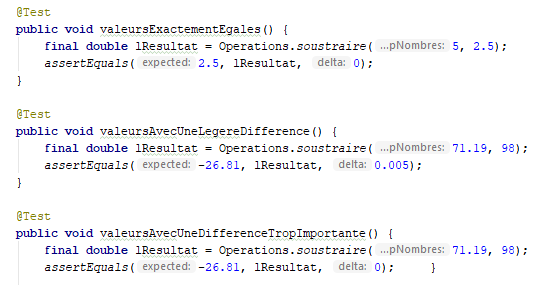 @Test
public void valeursExactementEgales() {
final double lResultat = Operations.soustraire( ...pNombres: 5, 2.5);
assertEquals( expected: 2.5, lResultat, delta: 0);
}
@Test
public void valeursAvecUneLegereDifference() {
final double lResultat = Operations.soustraire( ...pNombres: 71.19, 98);
assertEquals( expected: -26.81, lResultat, delta: 0.005);
}
@Test
public void valeursAvecUneDifferenceTropImportante() {
final double lResultat = Operations.soustraire( ...pNombres: 71.19, 98);
assertEquals( expected: -26.81, lResultat, delta: 0); }